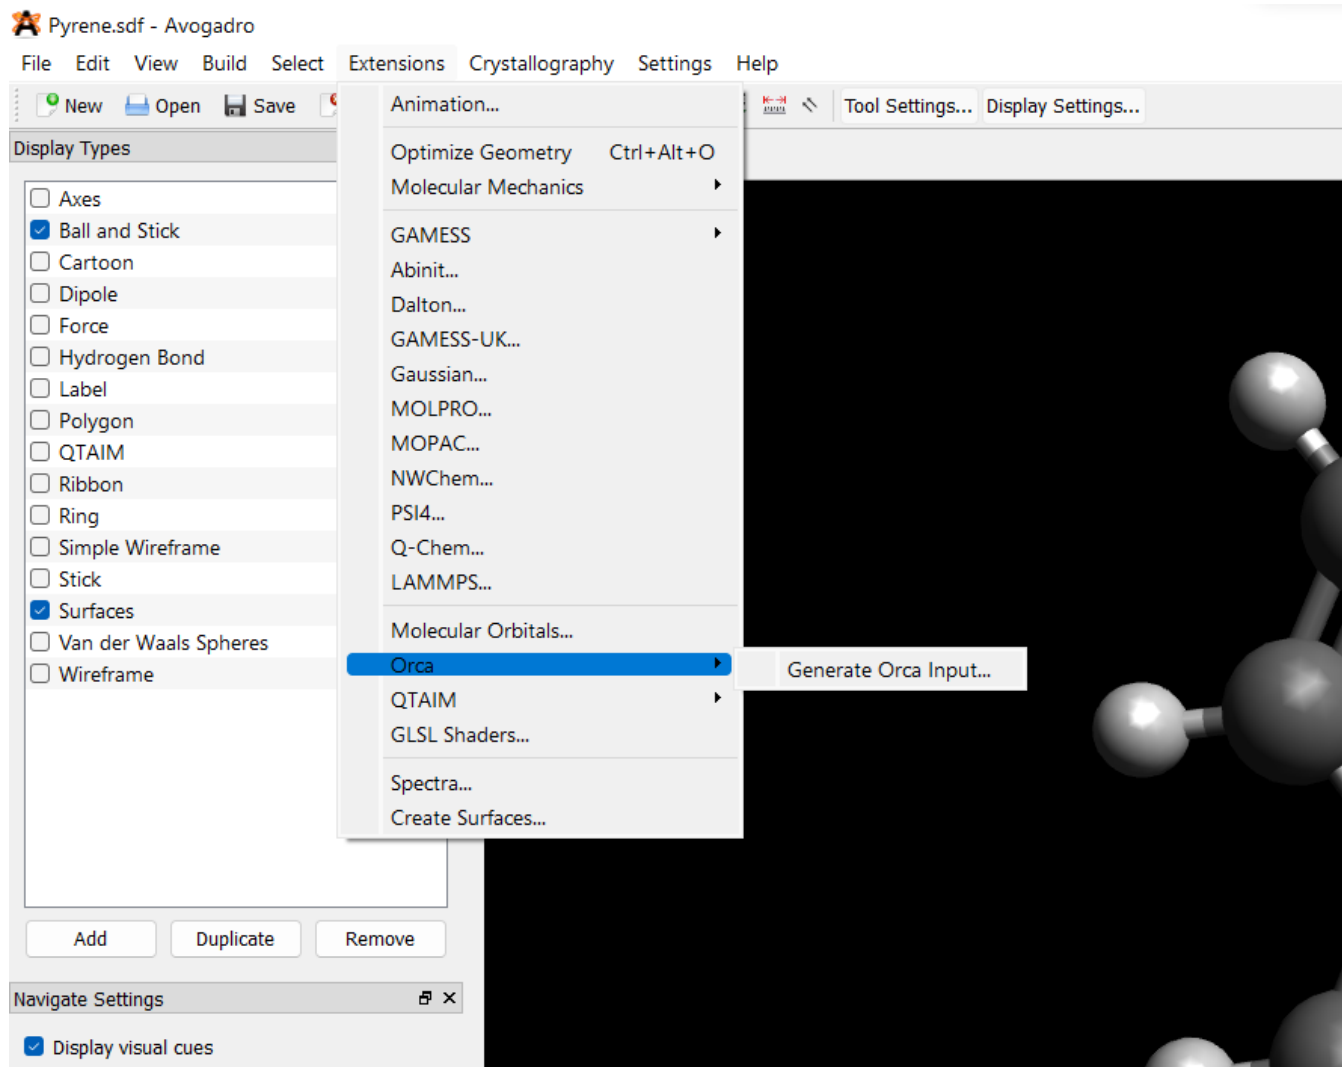 Pyrene.sdf - Avogadro
File Edit View Build Select Extensions Crystallography Settings Help
New Open Save Tool Settings... Display Settings...
Display Types
Axes
Ball and Stick
Cartoon
Dipole
Force
Hydrogen Bond
Label
Polygon
QTAIM
Ribbon
Ring
Simple Wireframe
Stick
Surfaces
Van der Waals Spheres
Wireframe
Add Duplicate Remove
Navigate Settings
Display visual cues
Animation...
Optimize Geometry Ctrl+Alt+O
Molecular Mechanics
GAMESS
Abinit...
Dalton...
GAMESS-UK...
Gaussian...
MOLPRO...
MOPAC...
NWChem...
PSI4...
Q-Chem...
LAMMPS...
Molecular Orbitals...
Orca
Generate Orca Input...
QTAIM
GLSL Shaders...
Spectra...
Create Surfaces...